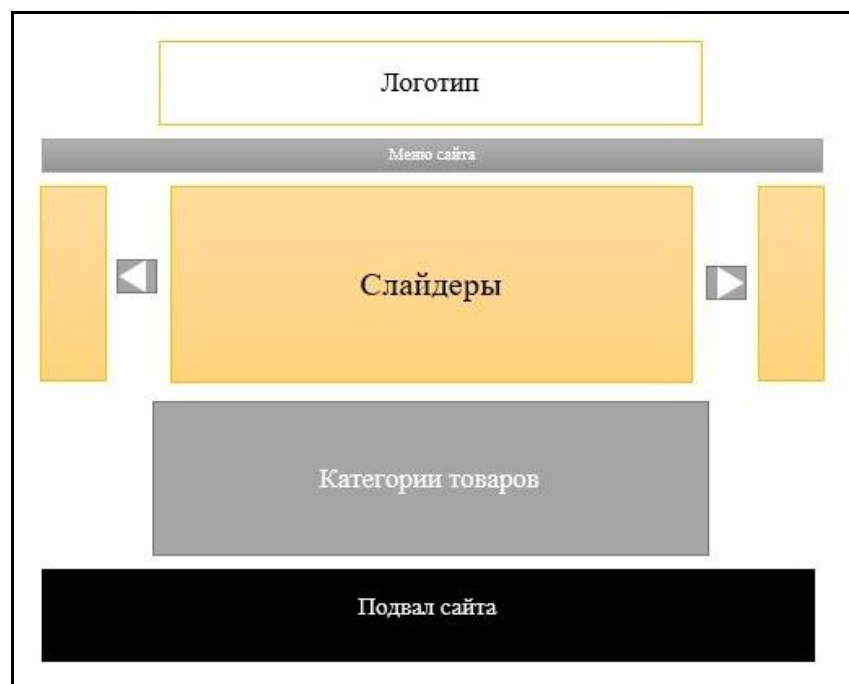 Логотип
Меню сайта
Слайдеры
Категории товаров
Подвал сайта